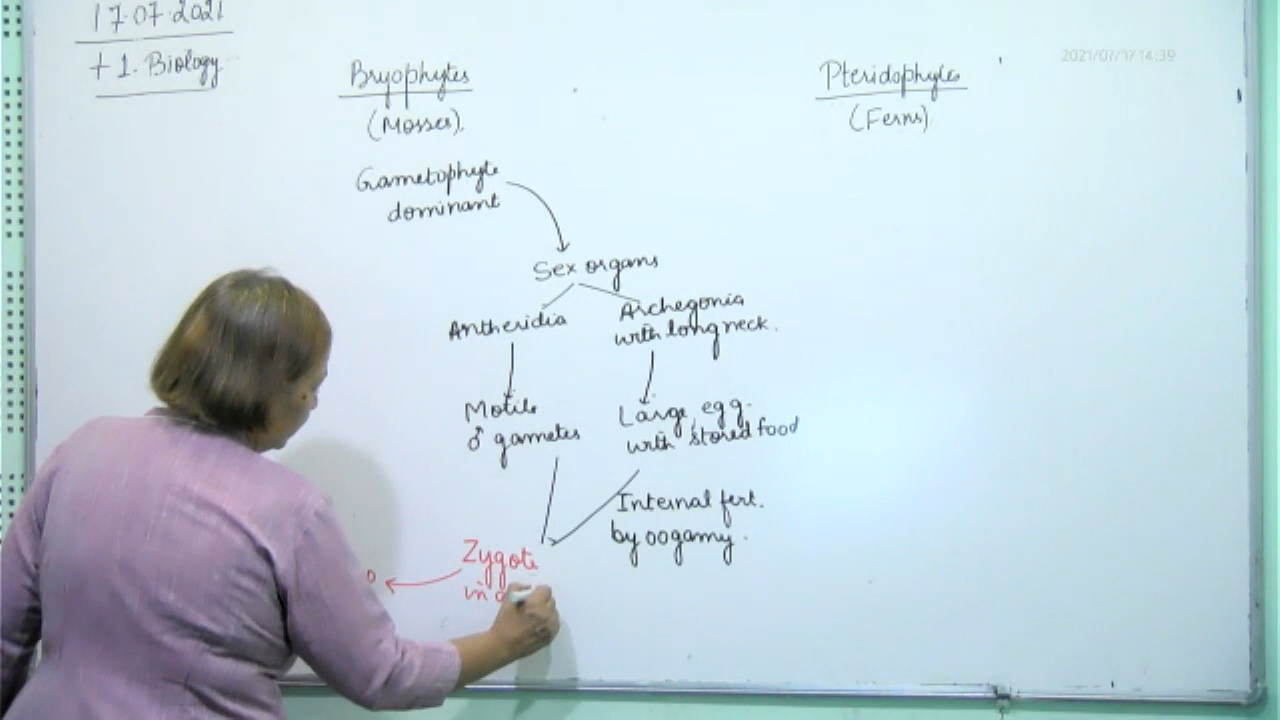 17.07.2021
+1. Biology
2021/07/17 14:39
Bryophytes
(Mosses).
Pteridophytes
(Ferns)
Gametophyte
dominant
Sex organs
Antheridia
Archegonia
with long neck.
Motile
♂ gametes
Large egg.
with stored food
Internal fert.
by oogamy.
Zygote
in